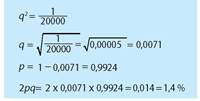 q² = 1/20000
q = √(1/20000) = √0,00005 = 0,0071
p = 1 – 0,0071 = 0,9924
2pq = 2 x 0,0071 x 0,9924 = 0,014 = 1,4 %